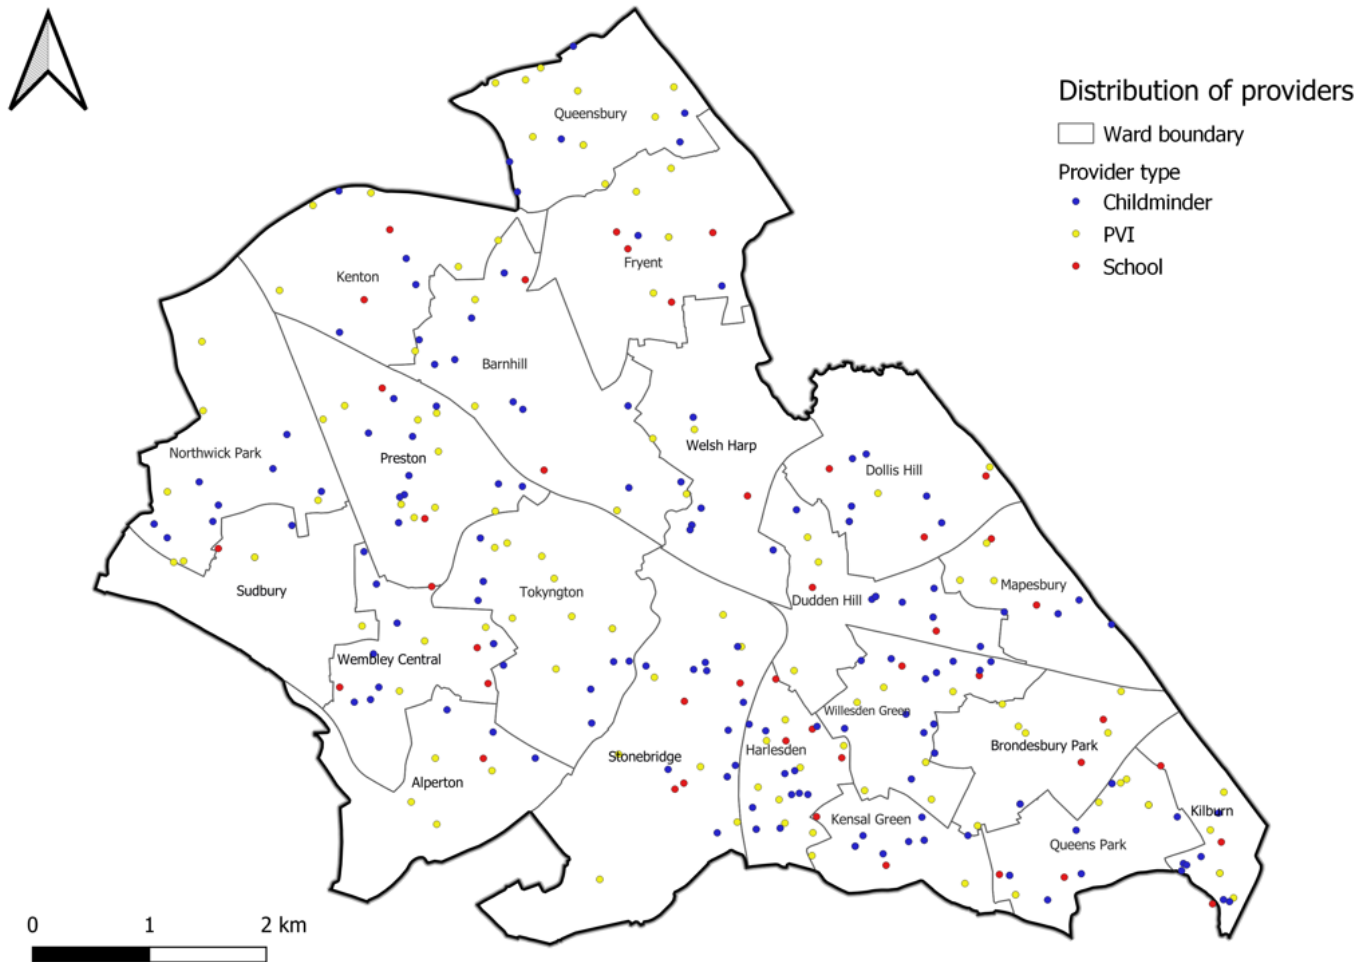 Distribution of providers
Ward boundary
Provider type
Childminder
PVI
School
Queensbury
Fryent
Kenton
Barnhill
Welsh Harp
Northwick Park
Preston
Dollis Hill
Sudbury
Tokyngton
Dudden Hill
Mapesbury
Wembley Central
Willesden Green
Brondesbury Park
Harlesden
Stonebridge
Alperton
Kensal Green
Kilburn
Queens Park
0 1 2 km